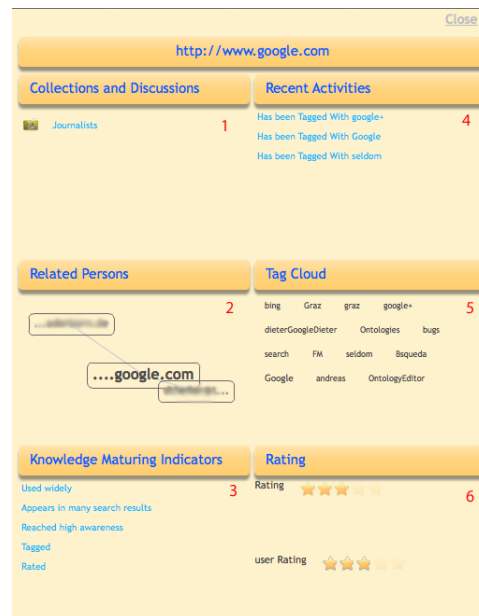 Close
http://www.google.com
Collections and Discussions
Journalists
1
Recent Activities
Has been Tagged With google+
Has been Tagged With Google
Has been Tagged With seldom
4
Related Persons
2
....google.com
Tag Cloud
5
bing Graz graz google+
dieterGoogleDieter Ontologies bugs
search FM seldom Bsqueda
Google andreas OntologyEditor
Knowledge Maturing Indicators
3
Used widely
Appears in many search results
Reached high awareness
Tagged
Rated
Rating
Rating
6
user Rating